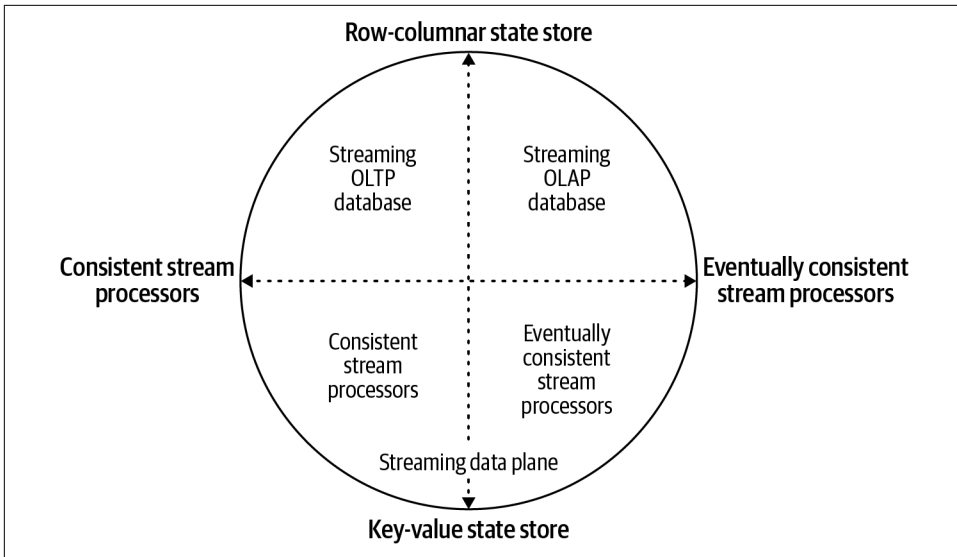 Row-columnar state store
Streaming
OLTP
database
Streaming
OLAP
database
Consistent stream
processors
Eventually consistent
stream processors
Consistent
stream
processors
Eventually
consistent
stream
processors
Streaming data plane
Key-value state store